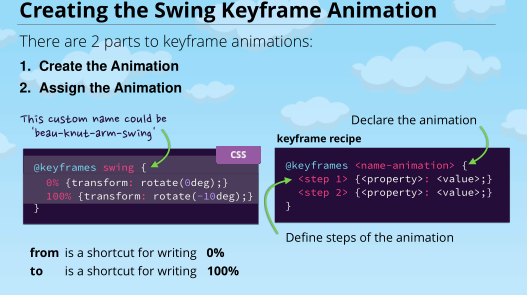 Creating the Swing Keyframe Animation
There are 2 parts to keyframe animations:
1. Create the Animation
2. Assign the Animation
This custom name could be
'beau-knut-arm-swing'
CSS
@keyframes swing {
0% {transform: rotate(0deg);}
100% {transform: rotate(-10deg);}
}
Declare the animation
keyframe recipe
@keyframes <name-animation> {
<step 1> {<property>: <value>;}
<step 2> {<property>: <value>;}
}
Define steps of the animation
from is a shortcut for writing 0%
to is a shortcut for writing 100%